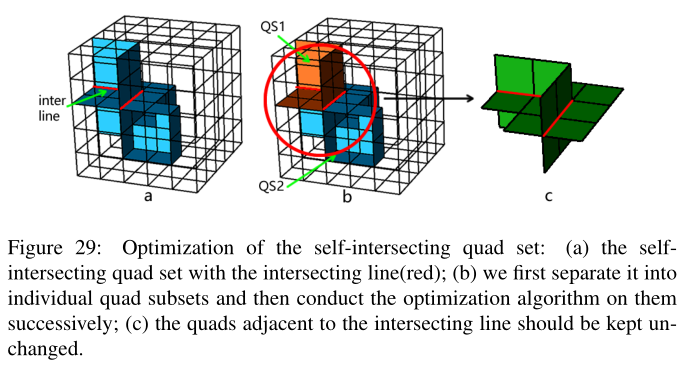 QS1
inter
line
QS2
a
b
c
Figure 29: Optimization of the self-intersecting quad set: (a) the self-
intersecting quad set with the intersecting line(red); (b) we first separate it into
individual quad subsets and then conduct the optimization algorithm on them
successively; (c) the quads adjacent to the intersecting line should be kept un-
changed.